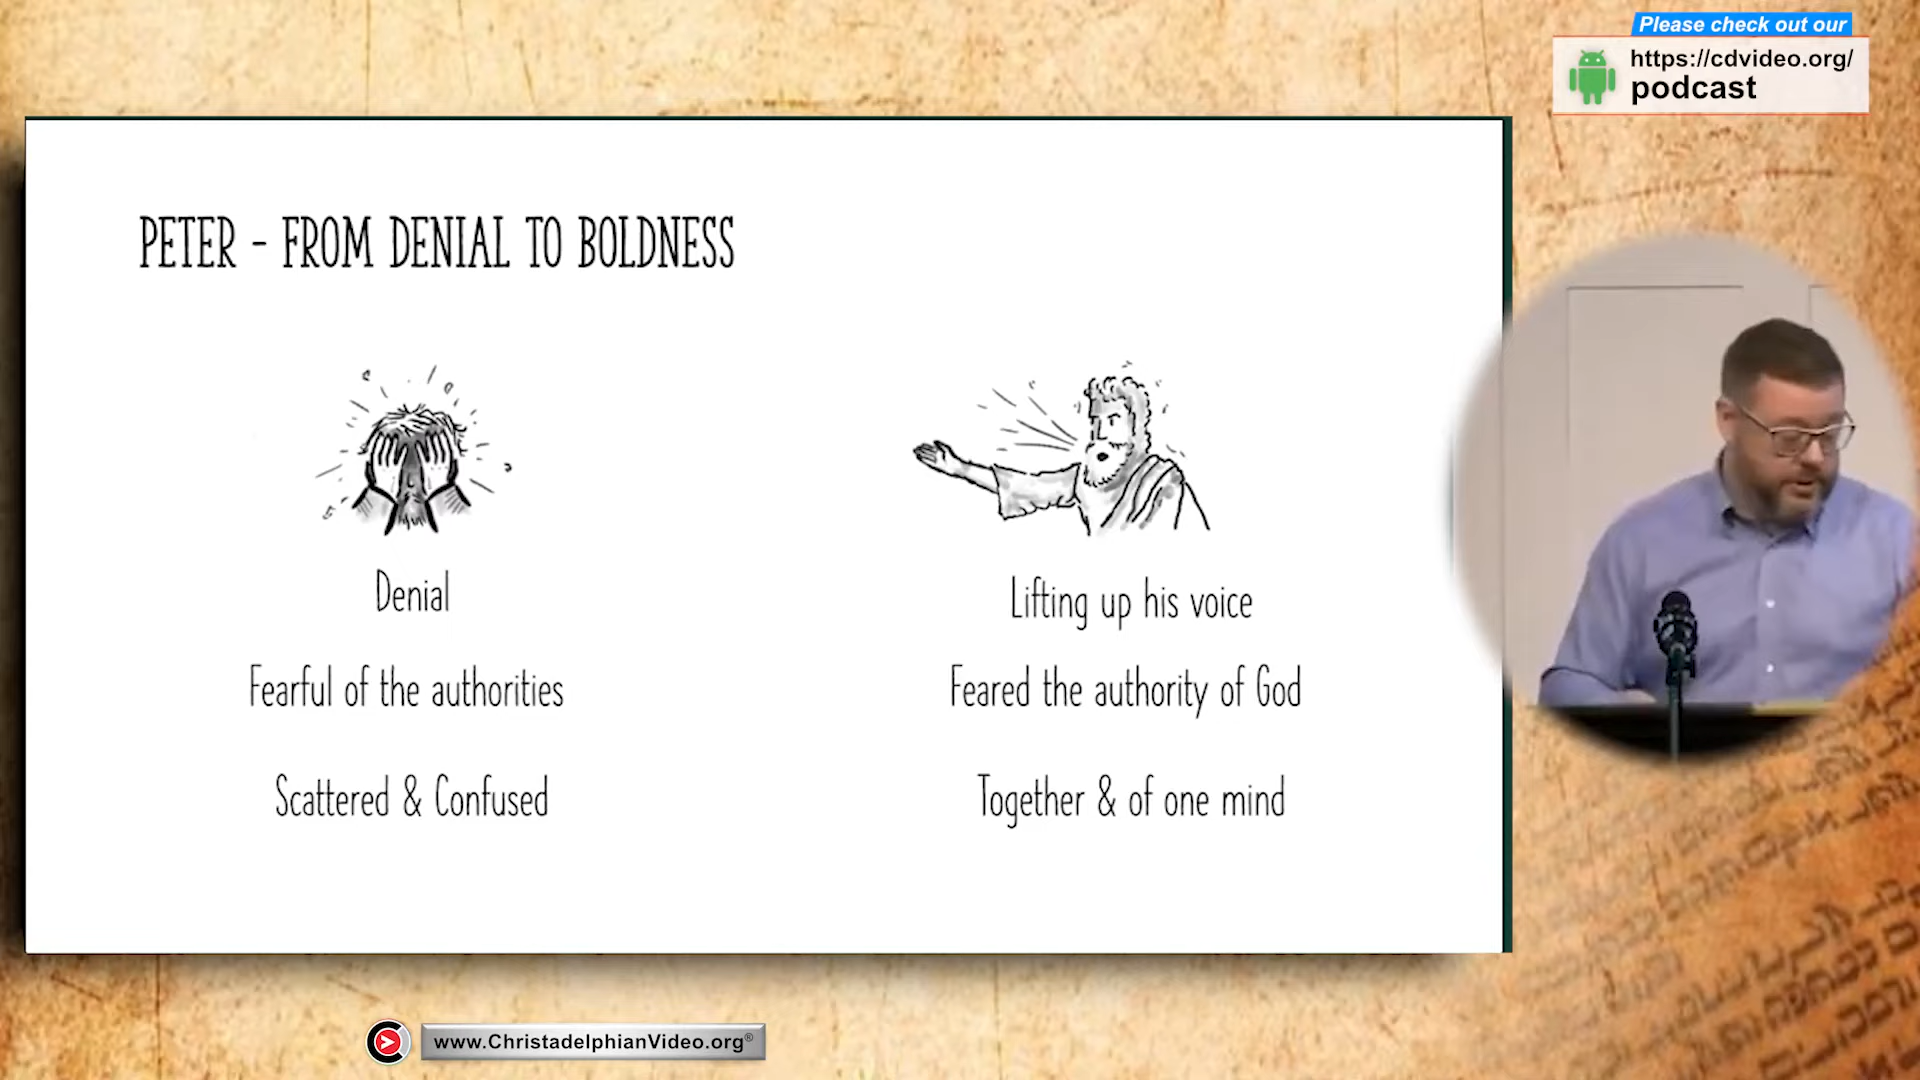 Please check out our
https://cdvideo.org/
podcast
PETER - FROM DENIAL TO BOLDNESS
Denial
Lifting up his voice
Fearful of the authorities
Feared the authority of God
Scattered & Confused
Together & of one mind
www.ChristadelphianVideo.org®